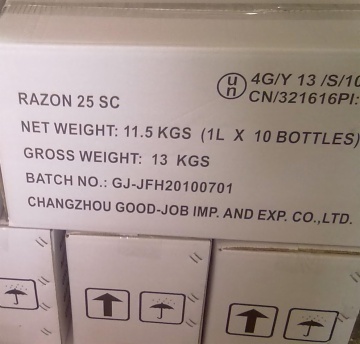 un 4G/Y 13 /S/10
CN/321616PI:
RAZON 25 SC
NET WEIGHT: 11.5 KGS (1L X 10 BOTTLES)
GROSS WEIGHT: 13 KGS
BATCH NO.: GJ-JFH20100701
CHANGZHOU GOOD-JOB IMP. AND EXP. CO.,LTD.